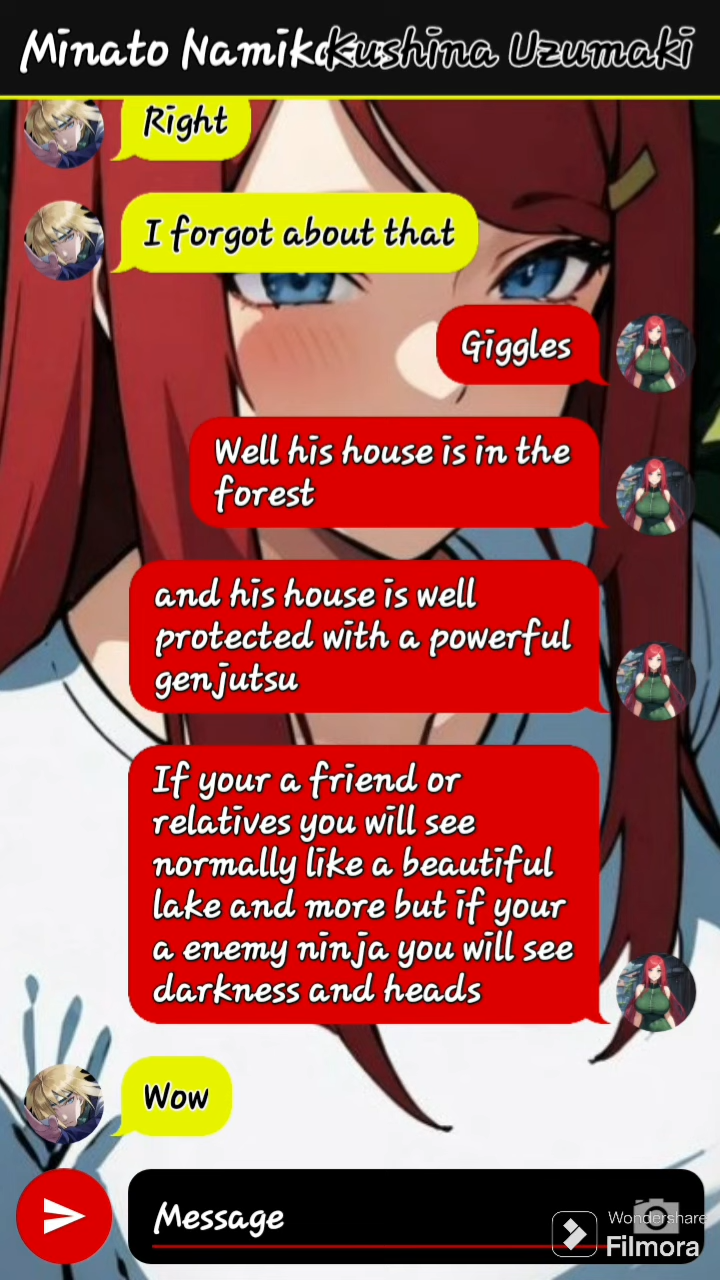 Minato Namikazes Kushina Uzumaki
Right
I forgot about that
Giggles
Well his house is in the
forest
and his house is well
protected with a powerful
genjutsu
If your a friend or
relatives you will see
normally like a beautiful
lake and more but if your
a enemy ninja you will see
darkness and heads
Wow
Message
Wondershare
Filmora